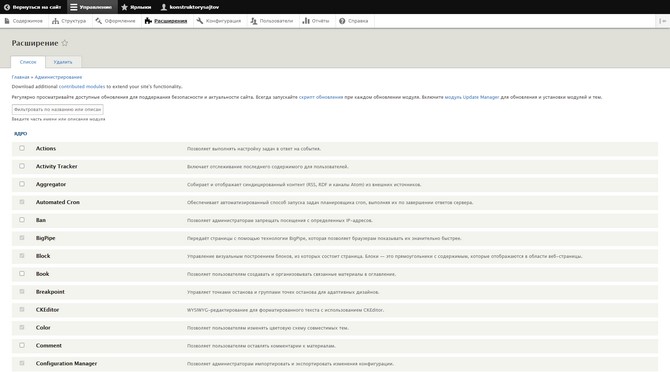 Вернуться на сайт Управление Ярлыки konstruktorysajtov
Содержимое Структура Оформление Расширения Конфигурация Пользователи Отчёты Справка
Расширение
Список Удалить
Главная » Администрирование
Download additional contributed modules to extend your site's functionality.
Регулярно просматривайте доступные обновления для поддержания безопасности и актуальности сайта. Всегда запускайте скрипт обновления при каждом обновлении модуля. Включите модуль Update Manager для обновления и установки модулей и тем.
Фильтровать по названию или описан
Введите часть имени или описания модуля
ЯДРО
Actions Позволяет выполнять настройку задач в ответ на события.
Activity Tracker Включает отслеживание последнего содержимого для пользователей.
Aggregator Собирает и отображает синдицированный контент (RSS, RDF и каналы Atom) из внешних источников.
Automated Cron Обеспечивает автоматизированный способ запуска задач планировщика cron, выполняя их по завершению ответов сервера.
Ban Позволяет администраторам запрещать посещения с определенных IP-адресов.
BigPipe Передаёт страницы с помощью технологии BigPipe, которая позволяет браузерам показывать их значительно быстрее.
Block Управление визуальным построением блоков, из которых состоит страница. Блоки — это прямоугольники с содержимым, которые отображается в области веб-страницы.
Book Позволяет пользователям создавать и организовывать связанные материалы в оглавление.
Breakpoint Управление точками останова и группами точек останова для адаптивных дизайнов.
CKEditor WYSIWYG-редактирование для форматированного текста с использованием CKEditor.
Color Позволяет пользователям изменять цветовую схему совместимых тем.
Comment Позволяет пользователям оставлять комментарии к материалам.
Configuration Manager Позволяет администраторам импортировать и экспортировать изменения конфигурации.